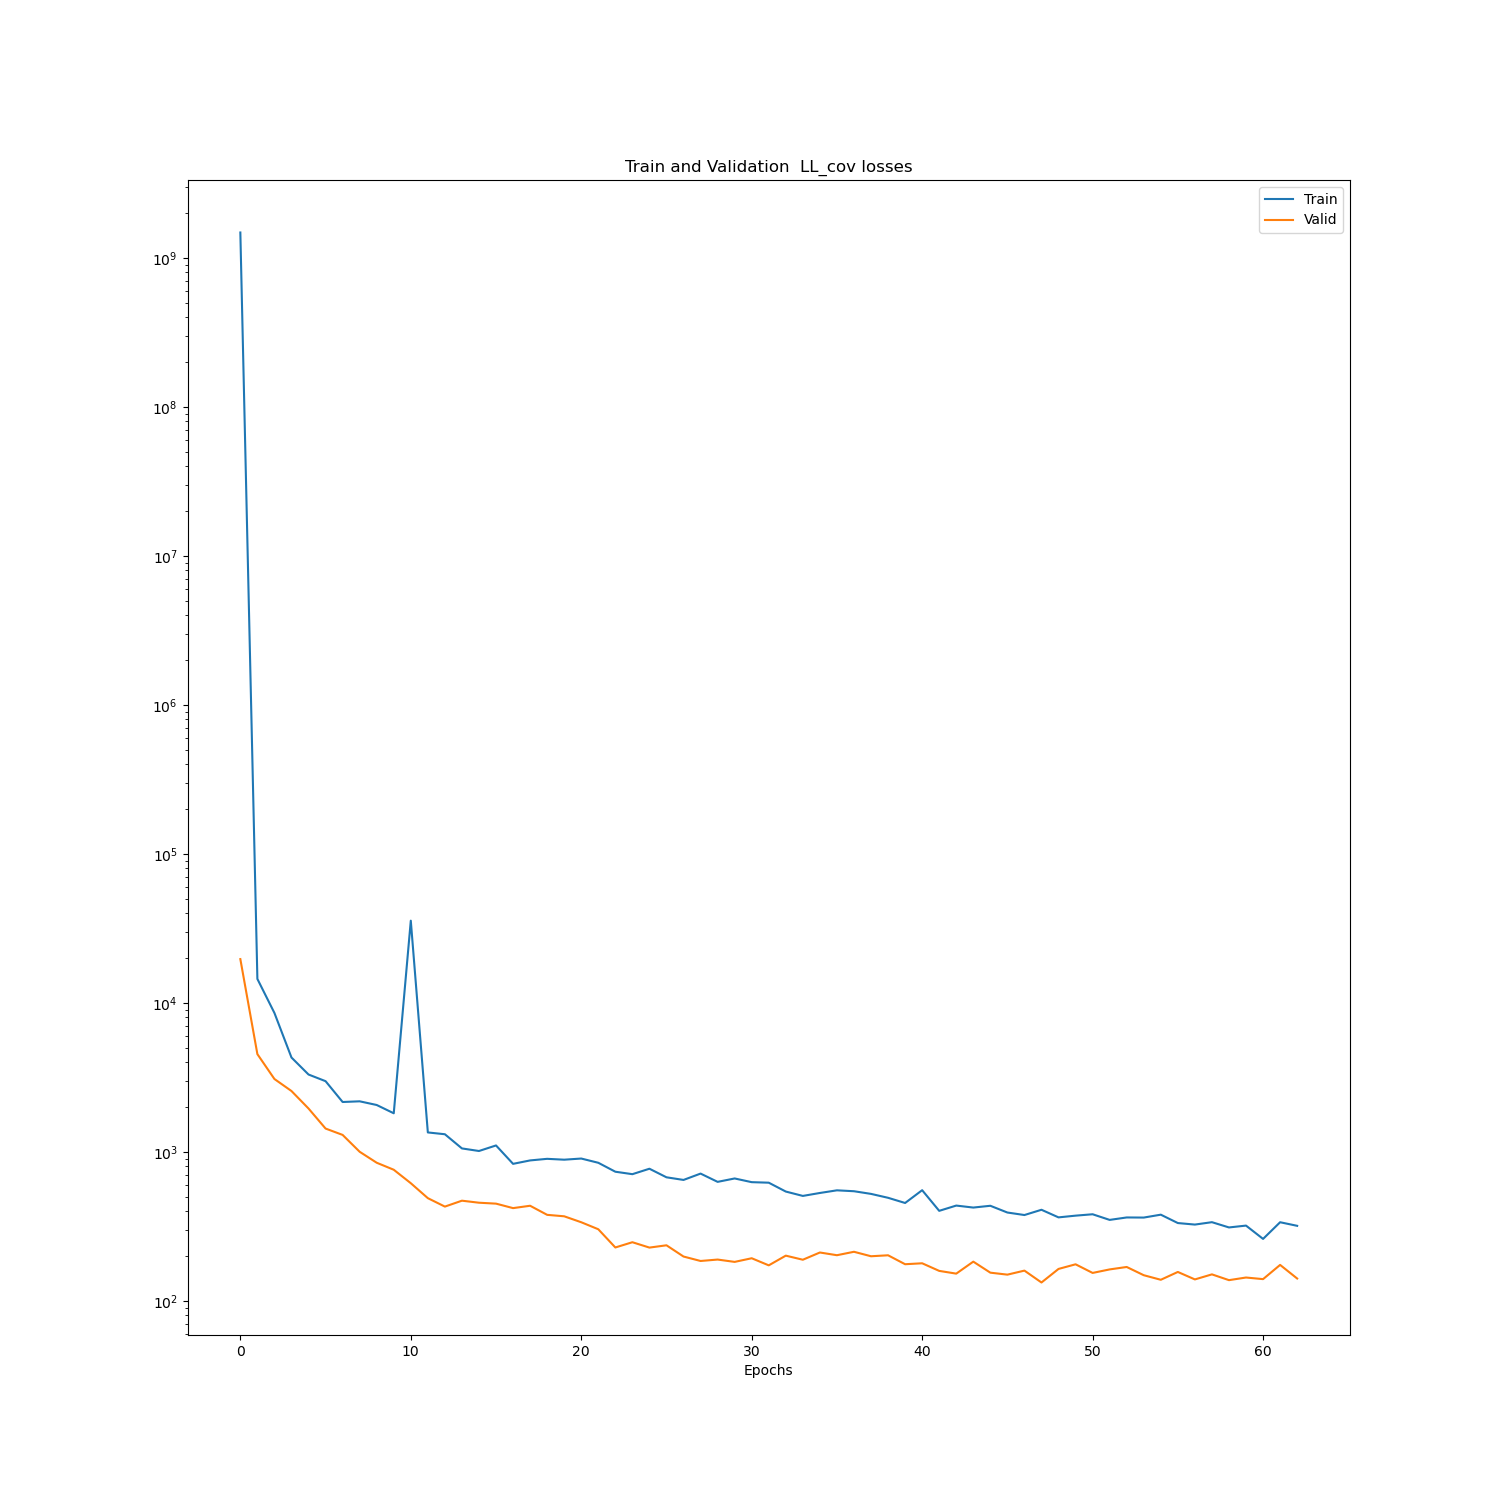 Train and Validation  LL_cov losses
Train
Valid
10⁹
10⁸
10⁷
10⁶
10⁵
10⁴
10³
10²
0 10 20 30 40 50 60
Epochs